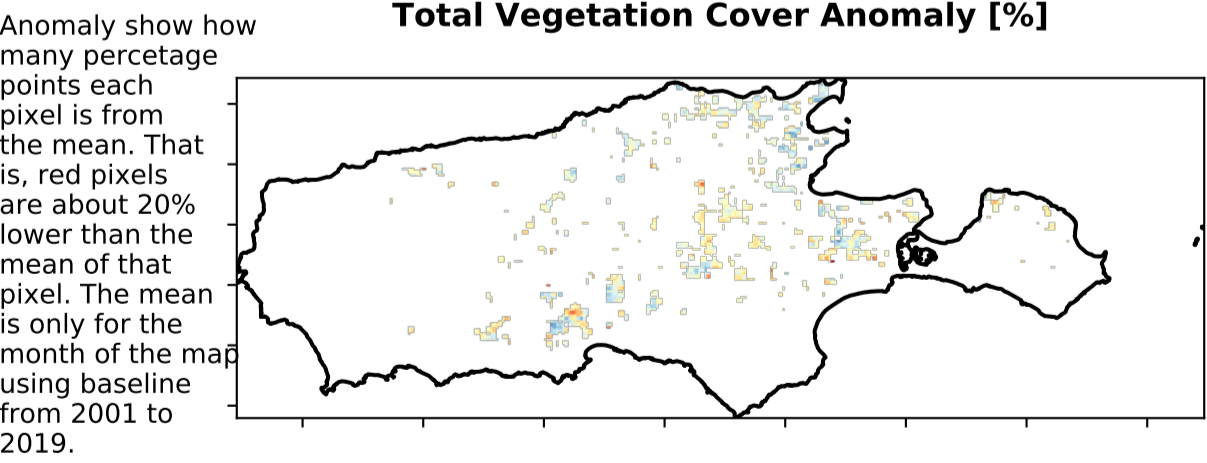 Total Vegetation Cover Anomaly [%]
Anomaly show how
many percetage
points each
pixel is from
the mean. That
is, red pixels
are about 20%
lower than the
mean of that
pixel. The mean
is only for the
month of the map
using baseline
from 2001 to
2019.